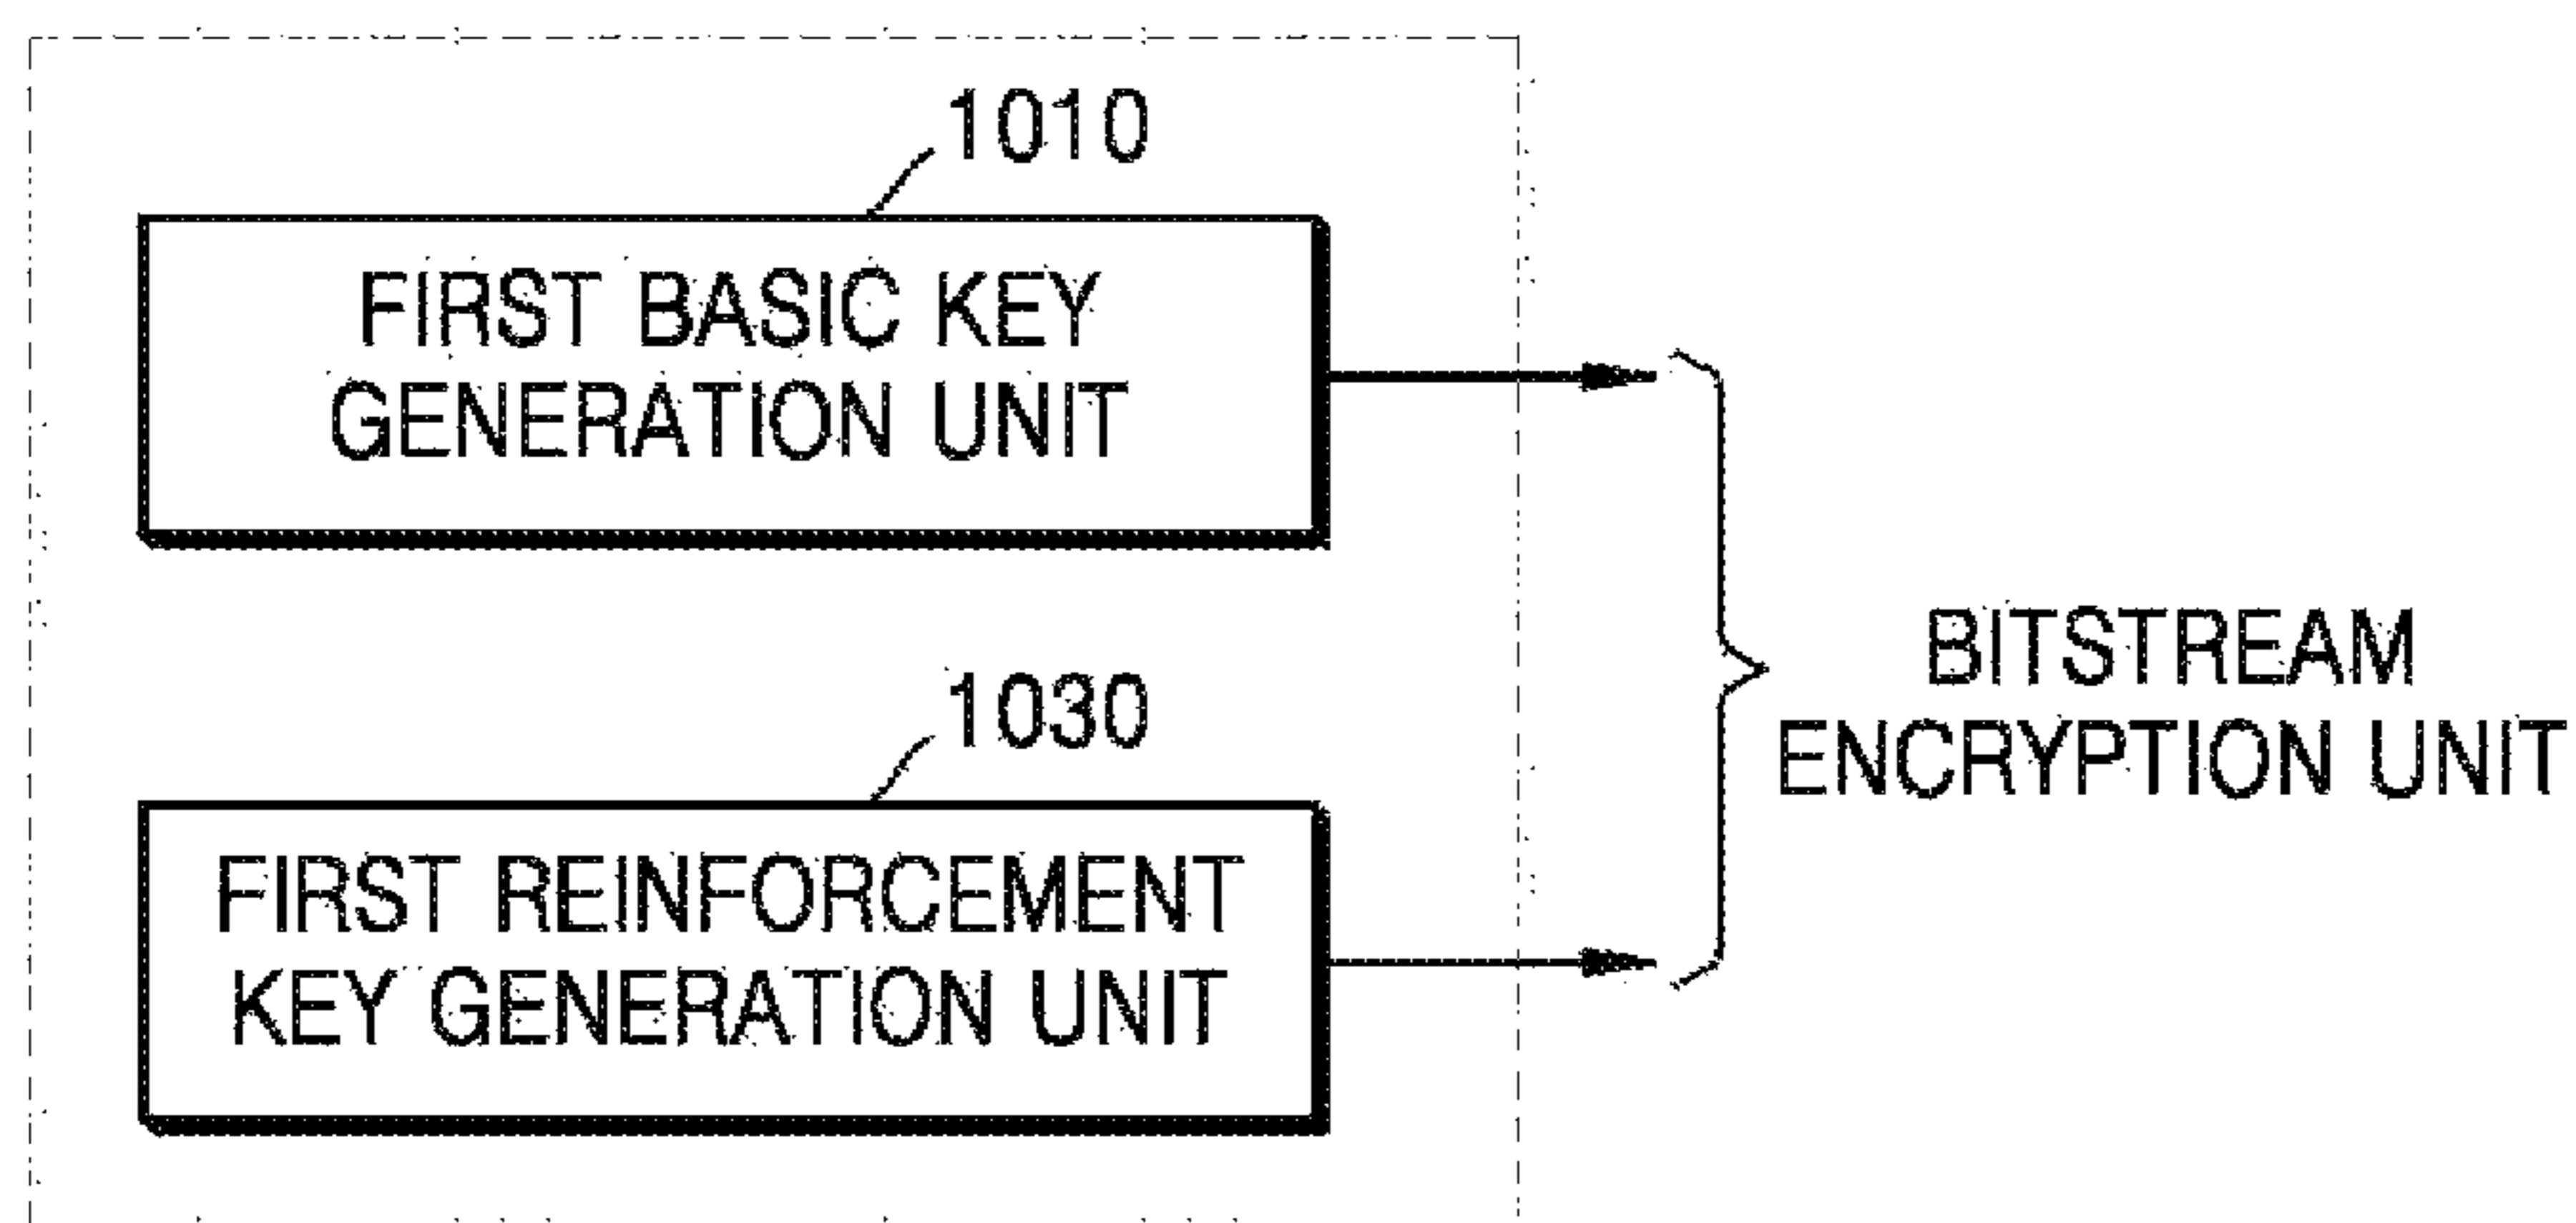 1010
FIRST BASIC KEY
GENERATION UNIT
1030
FIRST REINFORCEMENT
KEY GENERATION UNIT
BITSTREAM
ENCRYPTION UNIT